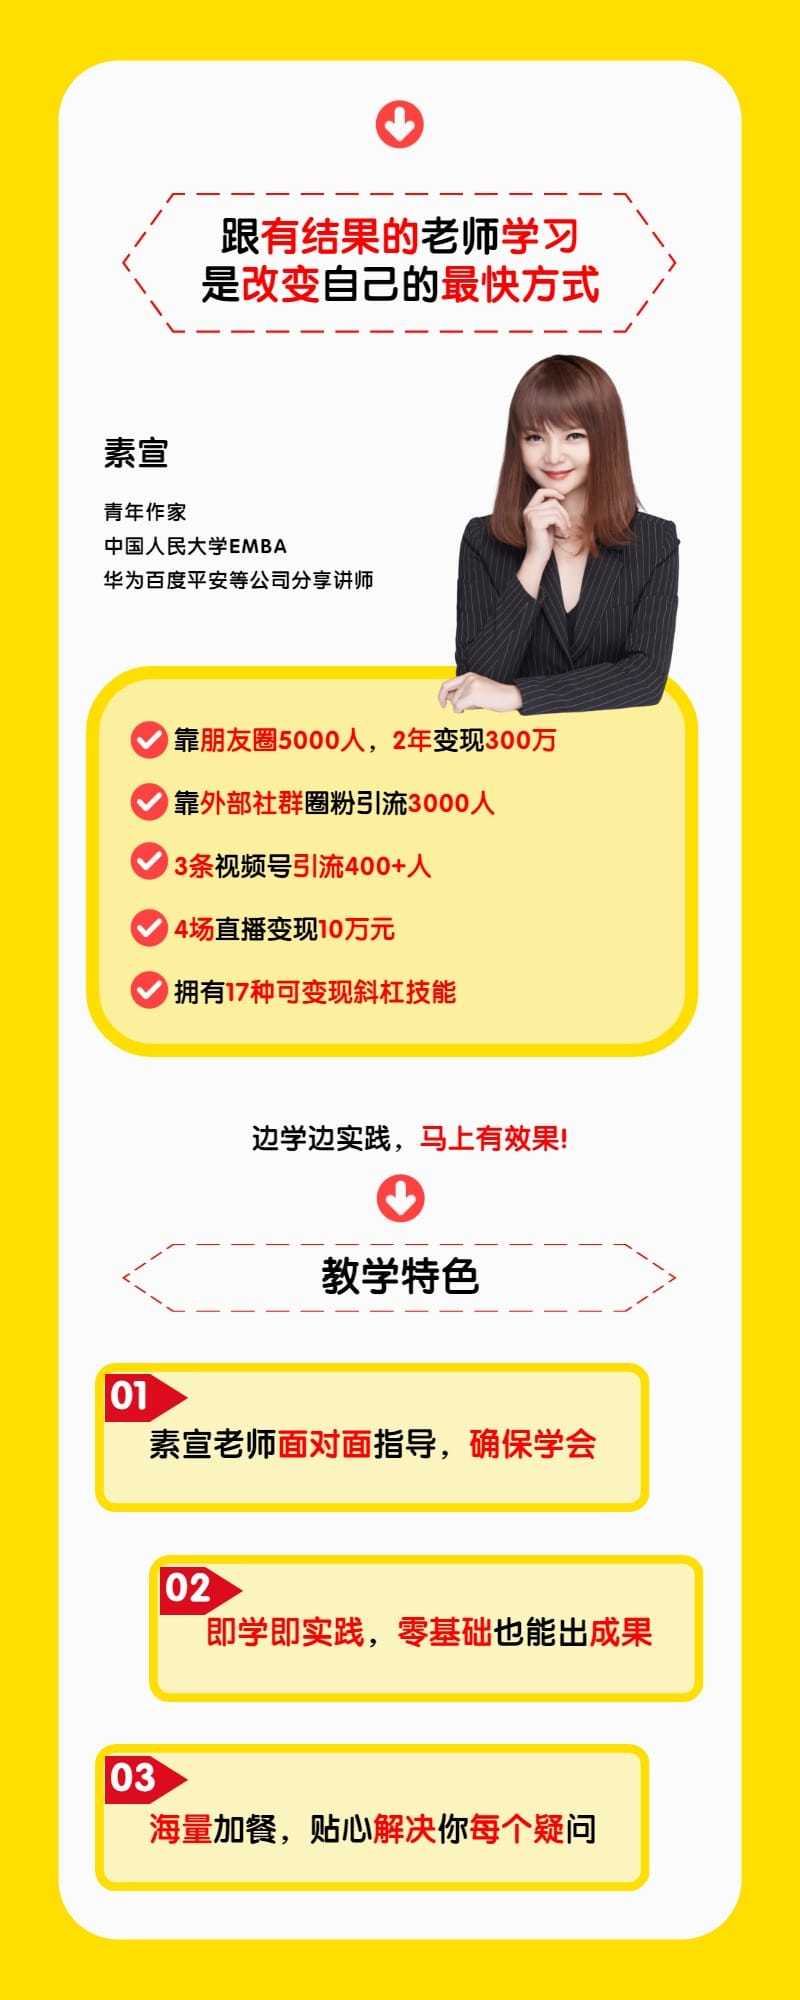 跟有结果的老师学习
是改变自己的最快方式
素宣
青年作家
中国人民大学EMBA
华为百度平安等公司分享讲师
靠朋友圈5000人，2年变现300万
靠外部社群圈粉引流3000人
3条视频号引流400+人
4场直播变现10万元
拥有17种可变现斜杠技能
边学边实践，马上有效果!
教学特色
01
素宣老师面对面指导，确保学会
02
即学即实践，零基础也能出成果
03
海量加餐，贴心解决你每个疑问